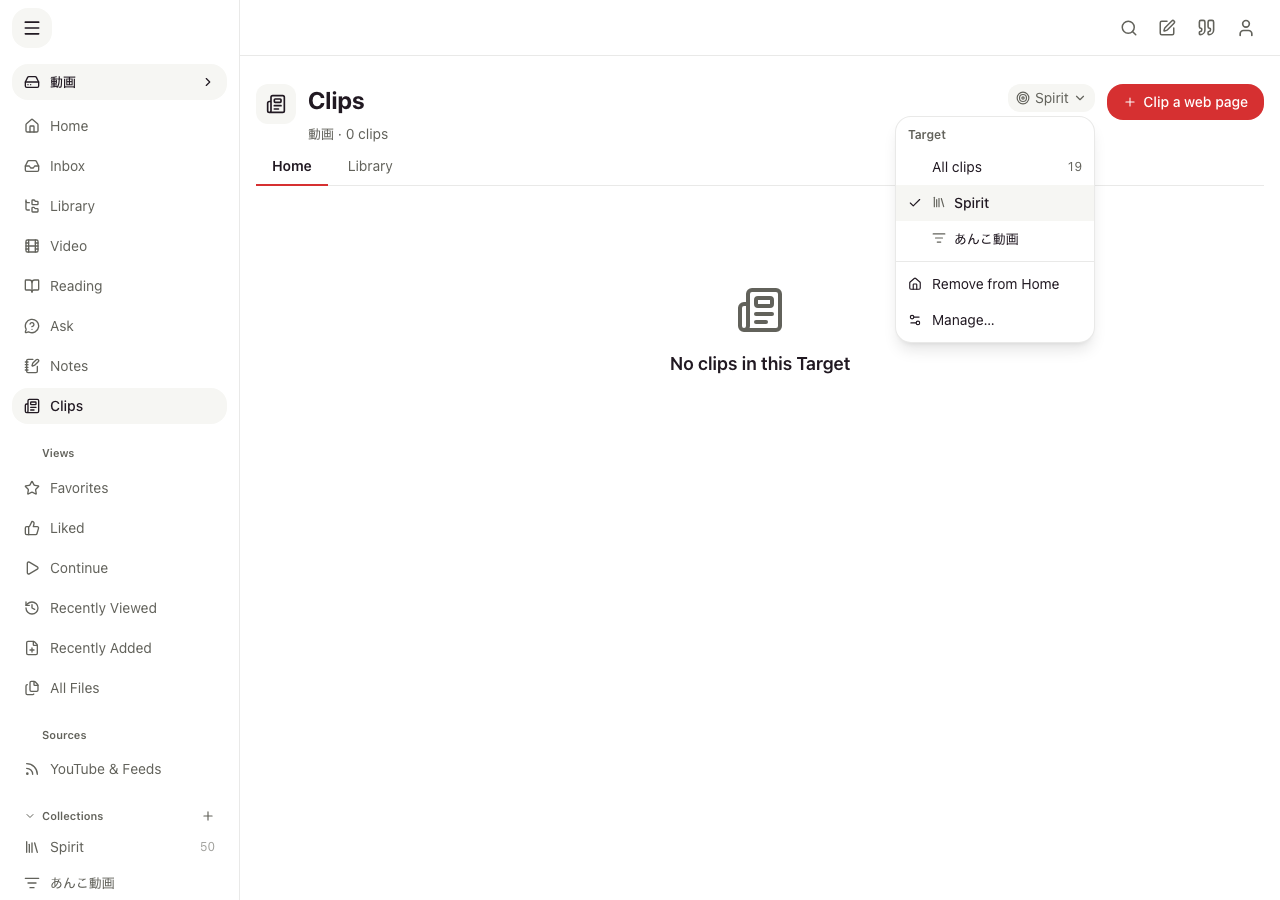 動画
Home
Inbox
Library
Video
Reading
Ask
Notes
Clips
Views
Favorites
Liked
Continue
Recently Viewed
Recently Added
All Files
Sources
YouTube & Feeds
Collections
Spirit 50
あんこ動画
Clips
動画 · 0 clips
Spirit
Clip a web page
Home Library
Target
All clips 19
Spirit
あんこ動画
Remove from Home
Manage...
No clips in this Target